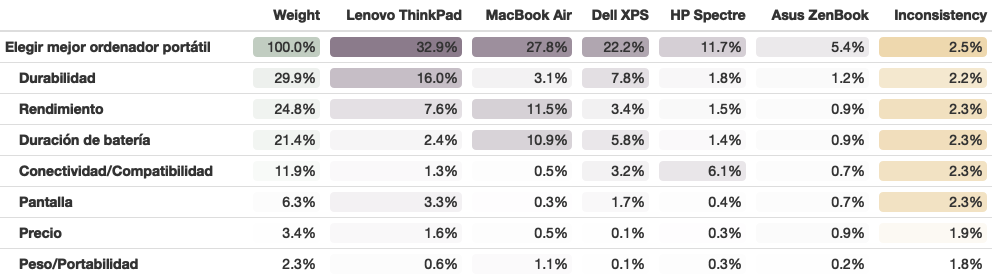 Weight Lenovo ThinkPad MacBook Air Dell XPS HP Spectre Asus ZenBook Inconsistency
Elegir mejor ordenador portátil 100.0% 32.9% 27.8% 22.2% 11.7% 5.4% 2.5%
Durabilidad 29.9% 16.0% 3.1% 7.8% 1.8% 1.2% 2.2%
Rendimiento 24.8% 7.6% 11.5% 3.4% 1.5% 0.9% 2.3%
Duración de batería 21.4% 2.4% 10.9% 5.8% 1.4% 0.9% 2.3%
Conectividad/Compatibilidad 11.9% 1.3% 0.5% 3.2% 6.1% 0.7% 2.3%
Pantalla 6.3% 3.3% 0.3% 1.7% 0.4% 0.7% 2.3%
Precio 3.4% 1.6% 0.5% 0.1% 0.3% 0.9% 1.9%
Peso/Portabilidad 2.3% 0.6% 1.1% 0.1% 0.3% 0.2% 1.8%